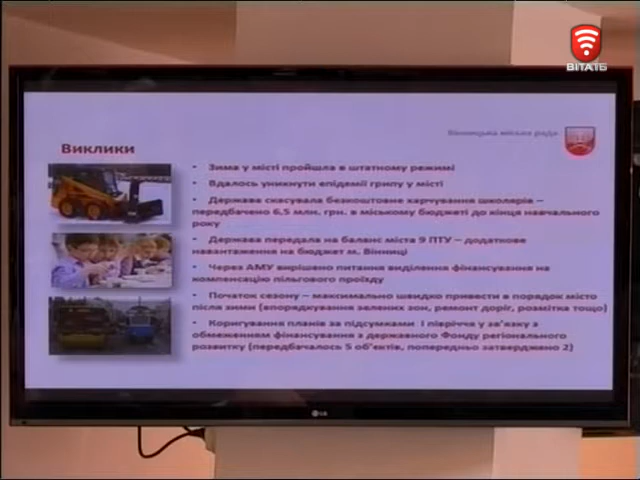 ВІТА ТБ
Вінницька міська рада
Виклики
• Зима у місті пройшла в штатному режимі
• Вдалось уникнути епідемії грипу у місті
• Держава скасувала безкоштовне харчування школярів –
передбачено 6,5 млн. грн. в міському бюджеті до кінця навчального
року
• Держава передала на баланс міста 9 ПТУ – додаткове
навантаження на бюджет м. Вінниці
• Через АМУ вирішено питання виділення фінансування на
компенсацію пільгового проїзду
• Початок сезону – максимально швидко привести в порядок місто
після зими (впорядкування зелених зон, ремонт доріг, розмітка тощо)
• Коригування планів за підсумками І півріччя у зв'язку з
обмеженням фінансування з державного Фонду регіонального
розвитку (передбачалось 5 об'єктів, попередньо затверджено 2)
LG